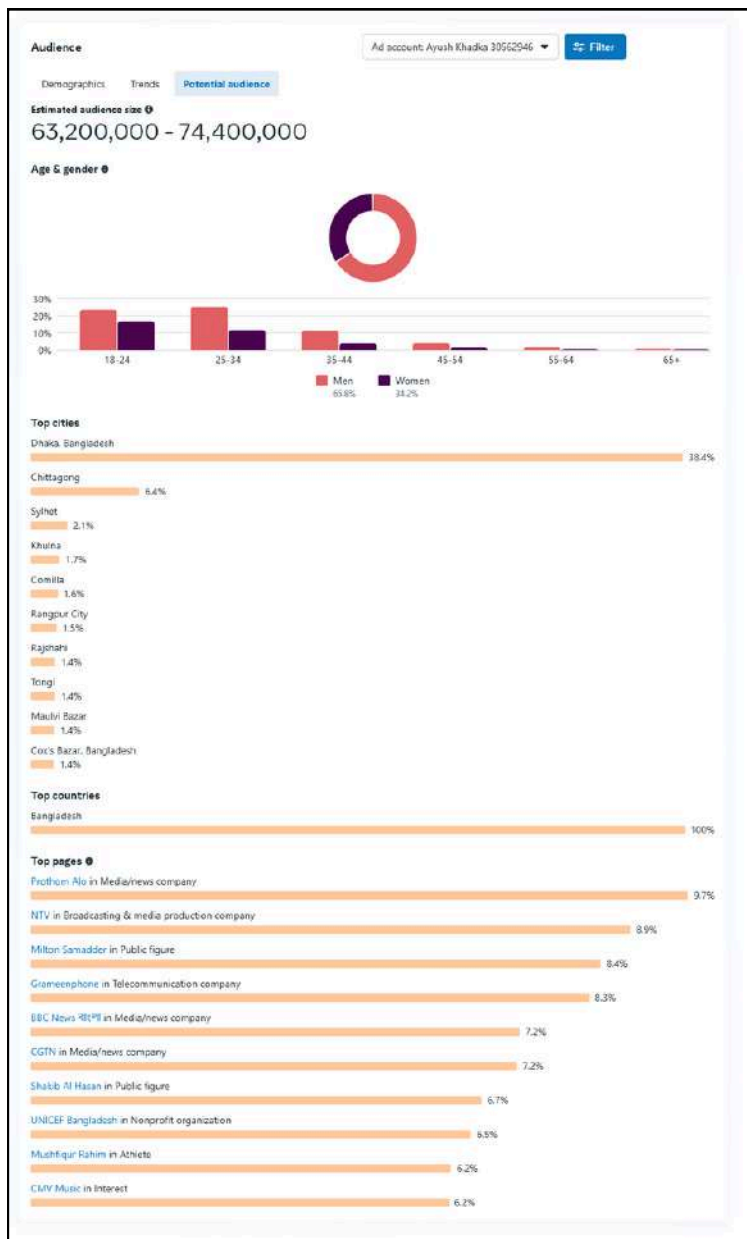 Audience
Ad account: Ayush Khadka 30562946
Filter
Demographics Trends Potential audience
Estimated audience size
63,200,000 - 74,400,000
Age & gender
30%
20%
10%
0%
18-24 25-34 35-44 45-54 55-64 65+
Men Women
65.8% 34.2%
Top cities
Dhaka, Bangladesh
38.4%
Chittagong
6.4%
Sylhet
2.1%
Khulna
1.7%
Comilla
1.6%
Rangpur City
1.5%
Rajshahi
1.4%
Tongi
1.4%
Maulvi Bazar
1.4%
Cox's Bazar, Bangladesh
1.4%
Top countries
Bangladesh
100%
Top pages
Prothom Alo in Media/news company
9.7%
NTV in Broadcasting & media production company
8.9%
Milton Samadder in Public figure
8.4%
Grameenphone in Telecommunication company
8.3%
BBC News বাংলা in Media/news company
7.2%
CGTN in Media/news company
7.2%
Shakib Al Hasan in Public figure
6.7%
UNICEF Bangladesh in Nonprofit organization
6.5%
Mushfiqur Rahim in Athlete
6.2%
CMV Music in Interest
6.2%